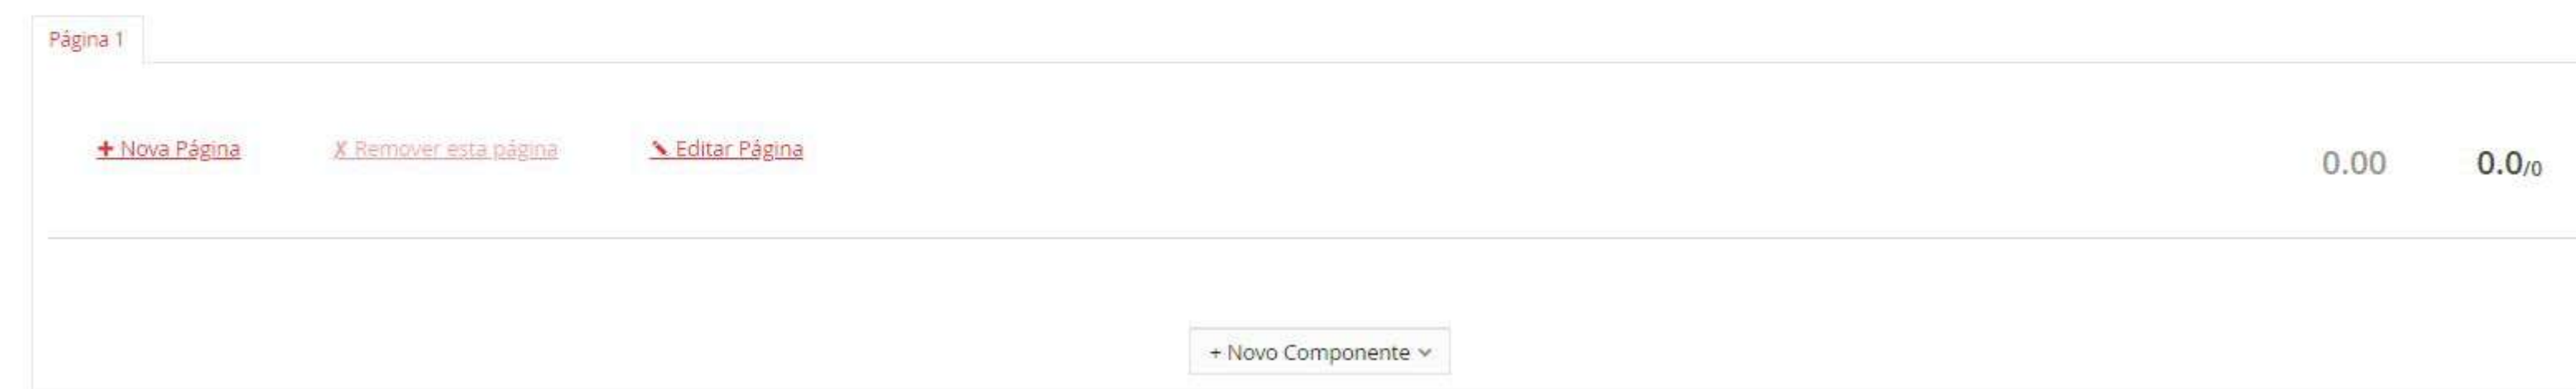 Página 1
+ Nova Página
X Remover esta página
Editar Página
0.00
0.0/0
+ Novo Componente